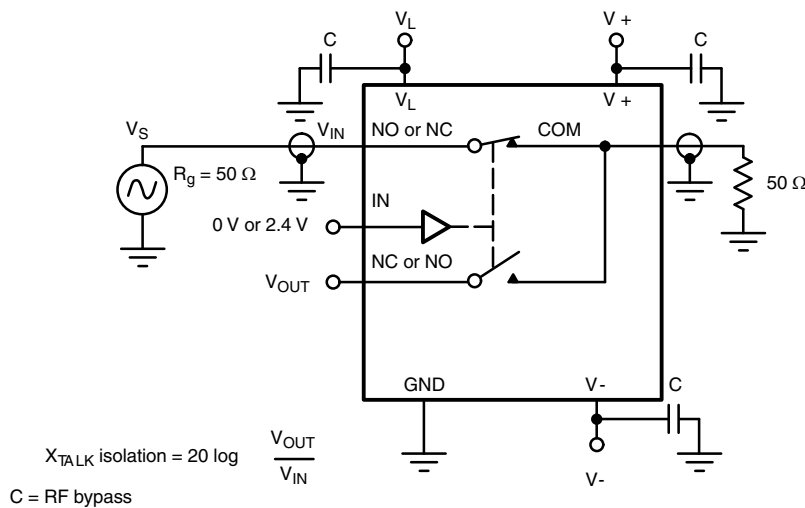 V_L
V +
C
C
V_L
V +
V_S
V_IN
NO or NC
COM
R_g = 50 Ω
50 Ω
IN
0 V or 2.4 V
NC or NO
V_OUT
GND
V-
C
X_TALK isolation = 20 log V_OUT
V_IN
V-
C = RF bypass